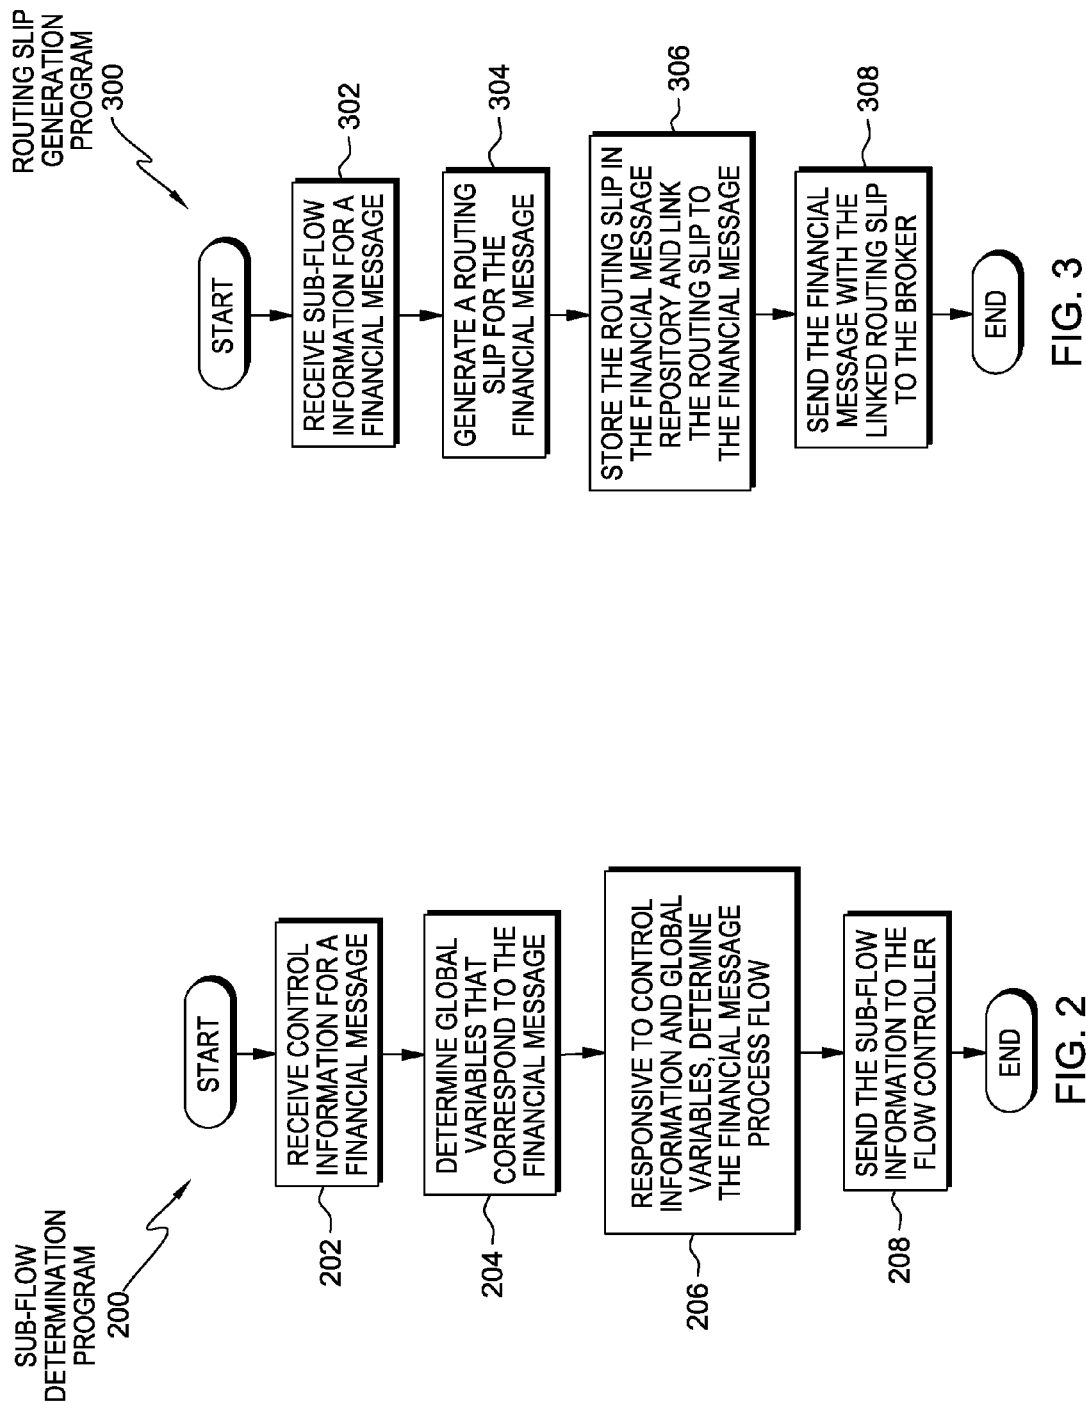 SUB-FLOW
DETERMINATION
PROGRAM
200
START
RECEIVE CONTROL
INFORMATION FOR A
FINANCIAL MESSAGE
202
DETERMINE GLOBAL
VARIABLES THAT
CORRESPOND TO THE
FINANCIAL MESSAGE
204
RESPONSIVE TO CONTROL
INFORMATION AND GLOBAL
VARIABLES, DETERMINE
THE FINANCIAL MESSAGE
PROCESS FLOW
206
SEND THE SUB-FLOW
INFORMATION TO THE
FLOW CONTROLLER
208
END
FIG. 2
ROUTING SLIP
GENERATION
PROGRAM
300
START
RECEIVE SUB-FLOW
INFORMATION FOR A
FINANCIAL MESSAGE
302
GENERATE A ROUTING
SLIP FOR THE
FINANCIAL MESSAGE
304
STORE THE ROUTING SLIP IN
THE FINANCIAL MESSAGE
REPOSITORY AND LINK
THE ROUTING SLIP TO
THE FINANCIAL MESSAGE
306
SEND THE FINANCIAL
MESSAGE WITH THE
LINKED ROUTING SLIP
TO THE BROKER
308
END
FIG. 3